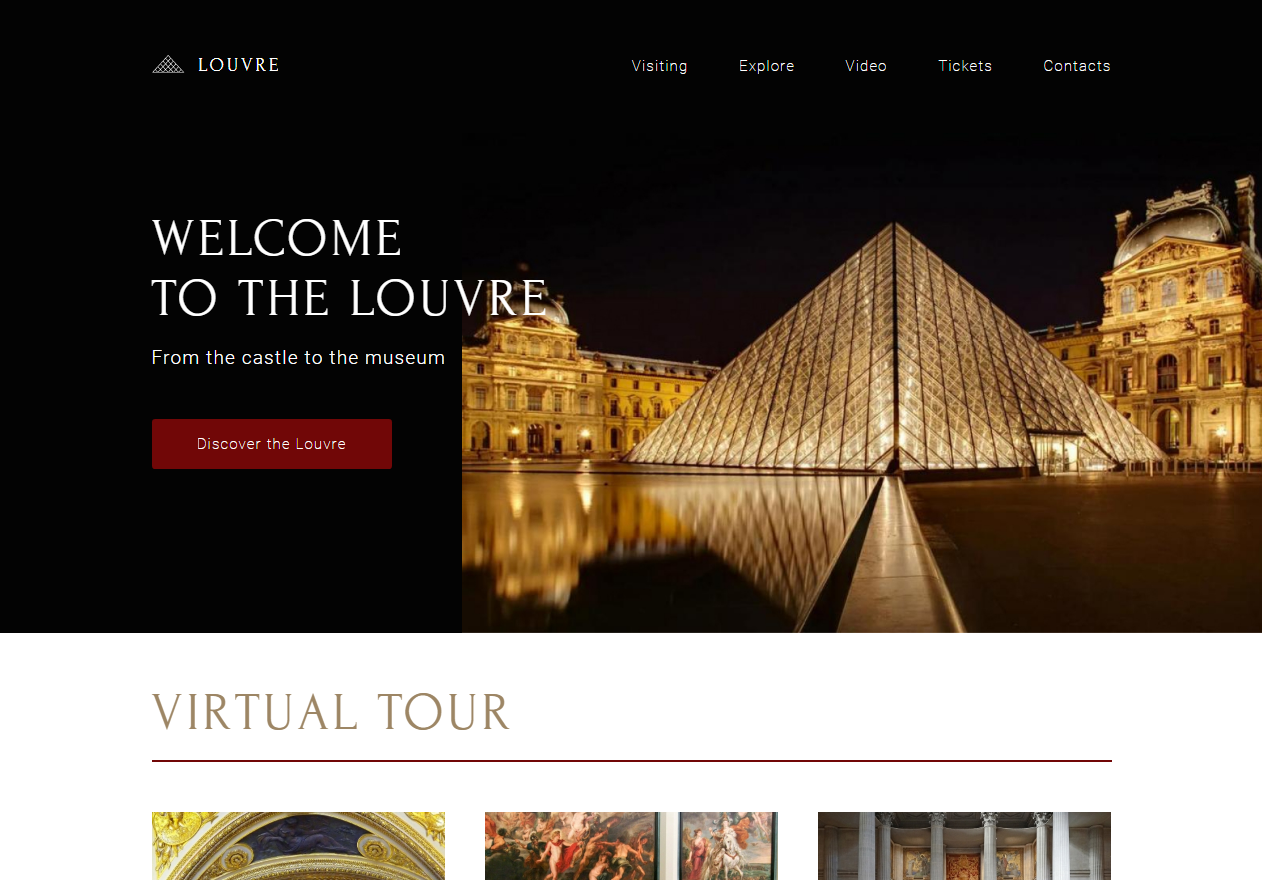 LOUVRE
Visiting Explore Video Tickets Contacts
WELCOME
TO THE LOUVRE
From the castle to the museum
Discover the Louvre
VIRTUAL TOUR